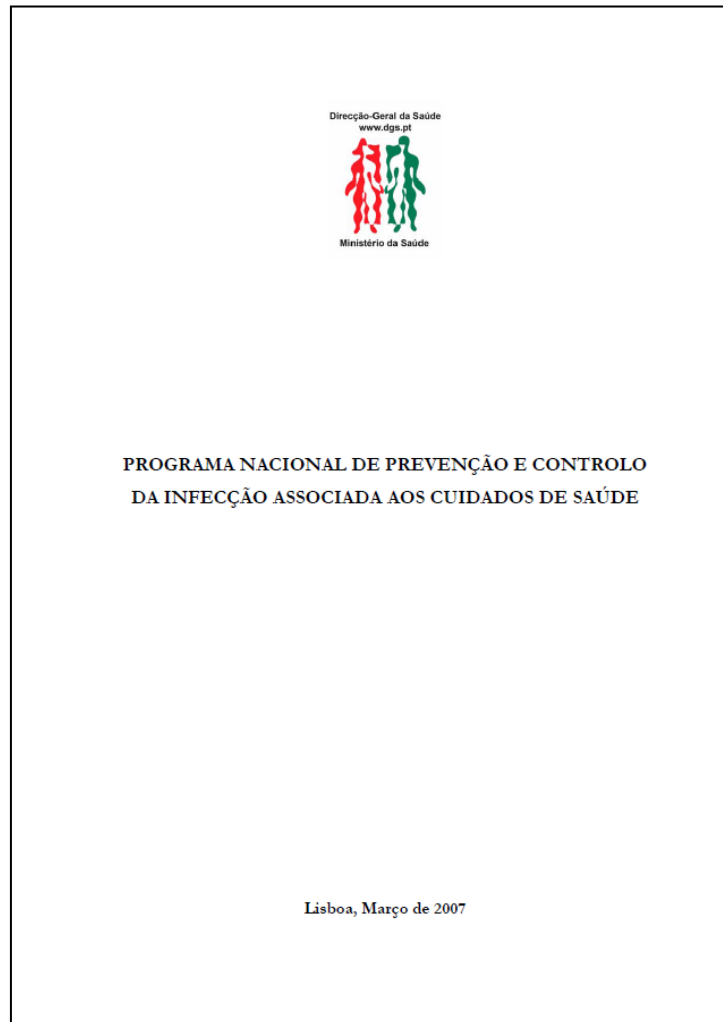 Direcção-Geral da Saúde
www.dgs.pt
Ministério da Saúde
PROGRAMA NACIONAL DE PREVENÇÃO E CONTROLO
DA INFECÇÃO ASSOCIADA AOS CUIDADOS DE SAÚDE
Lisboa, Março de 2007